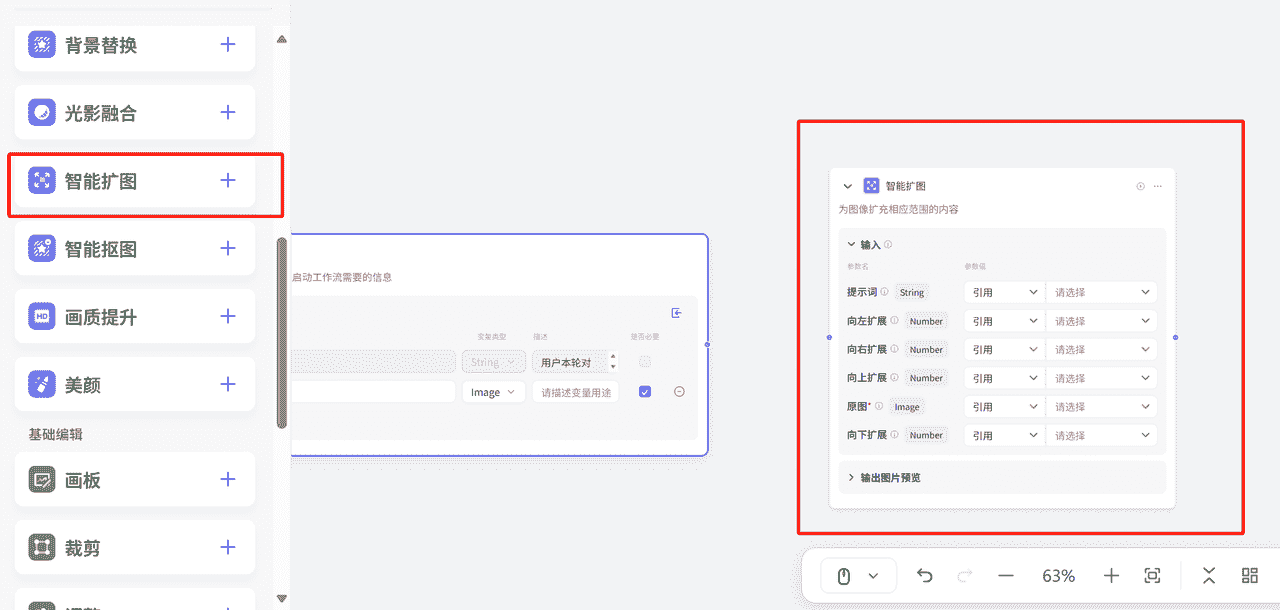 背景替换
光影融合
智能扩图
智能抠图
HD 画质提升
美颜
基础编辑
画板
裁剪
启动工作流需要的信息
变量类型 描述 是否必要
String 用户本轮对
Image 请描述变量用途
智能扩图
为图像扩充相应范围的内容
输入
参数名 参数值
提示词 String 引用 请选择
向左扩展 Number 引用 请选择
向右扩展 Number 引用 请选择
向上扩展 Number 引用 请选择
原图* Image 引用 请选择
向下扩展 Number 引用 请选择
输出图片预览
63%